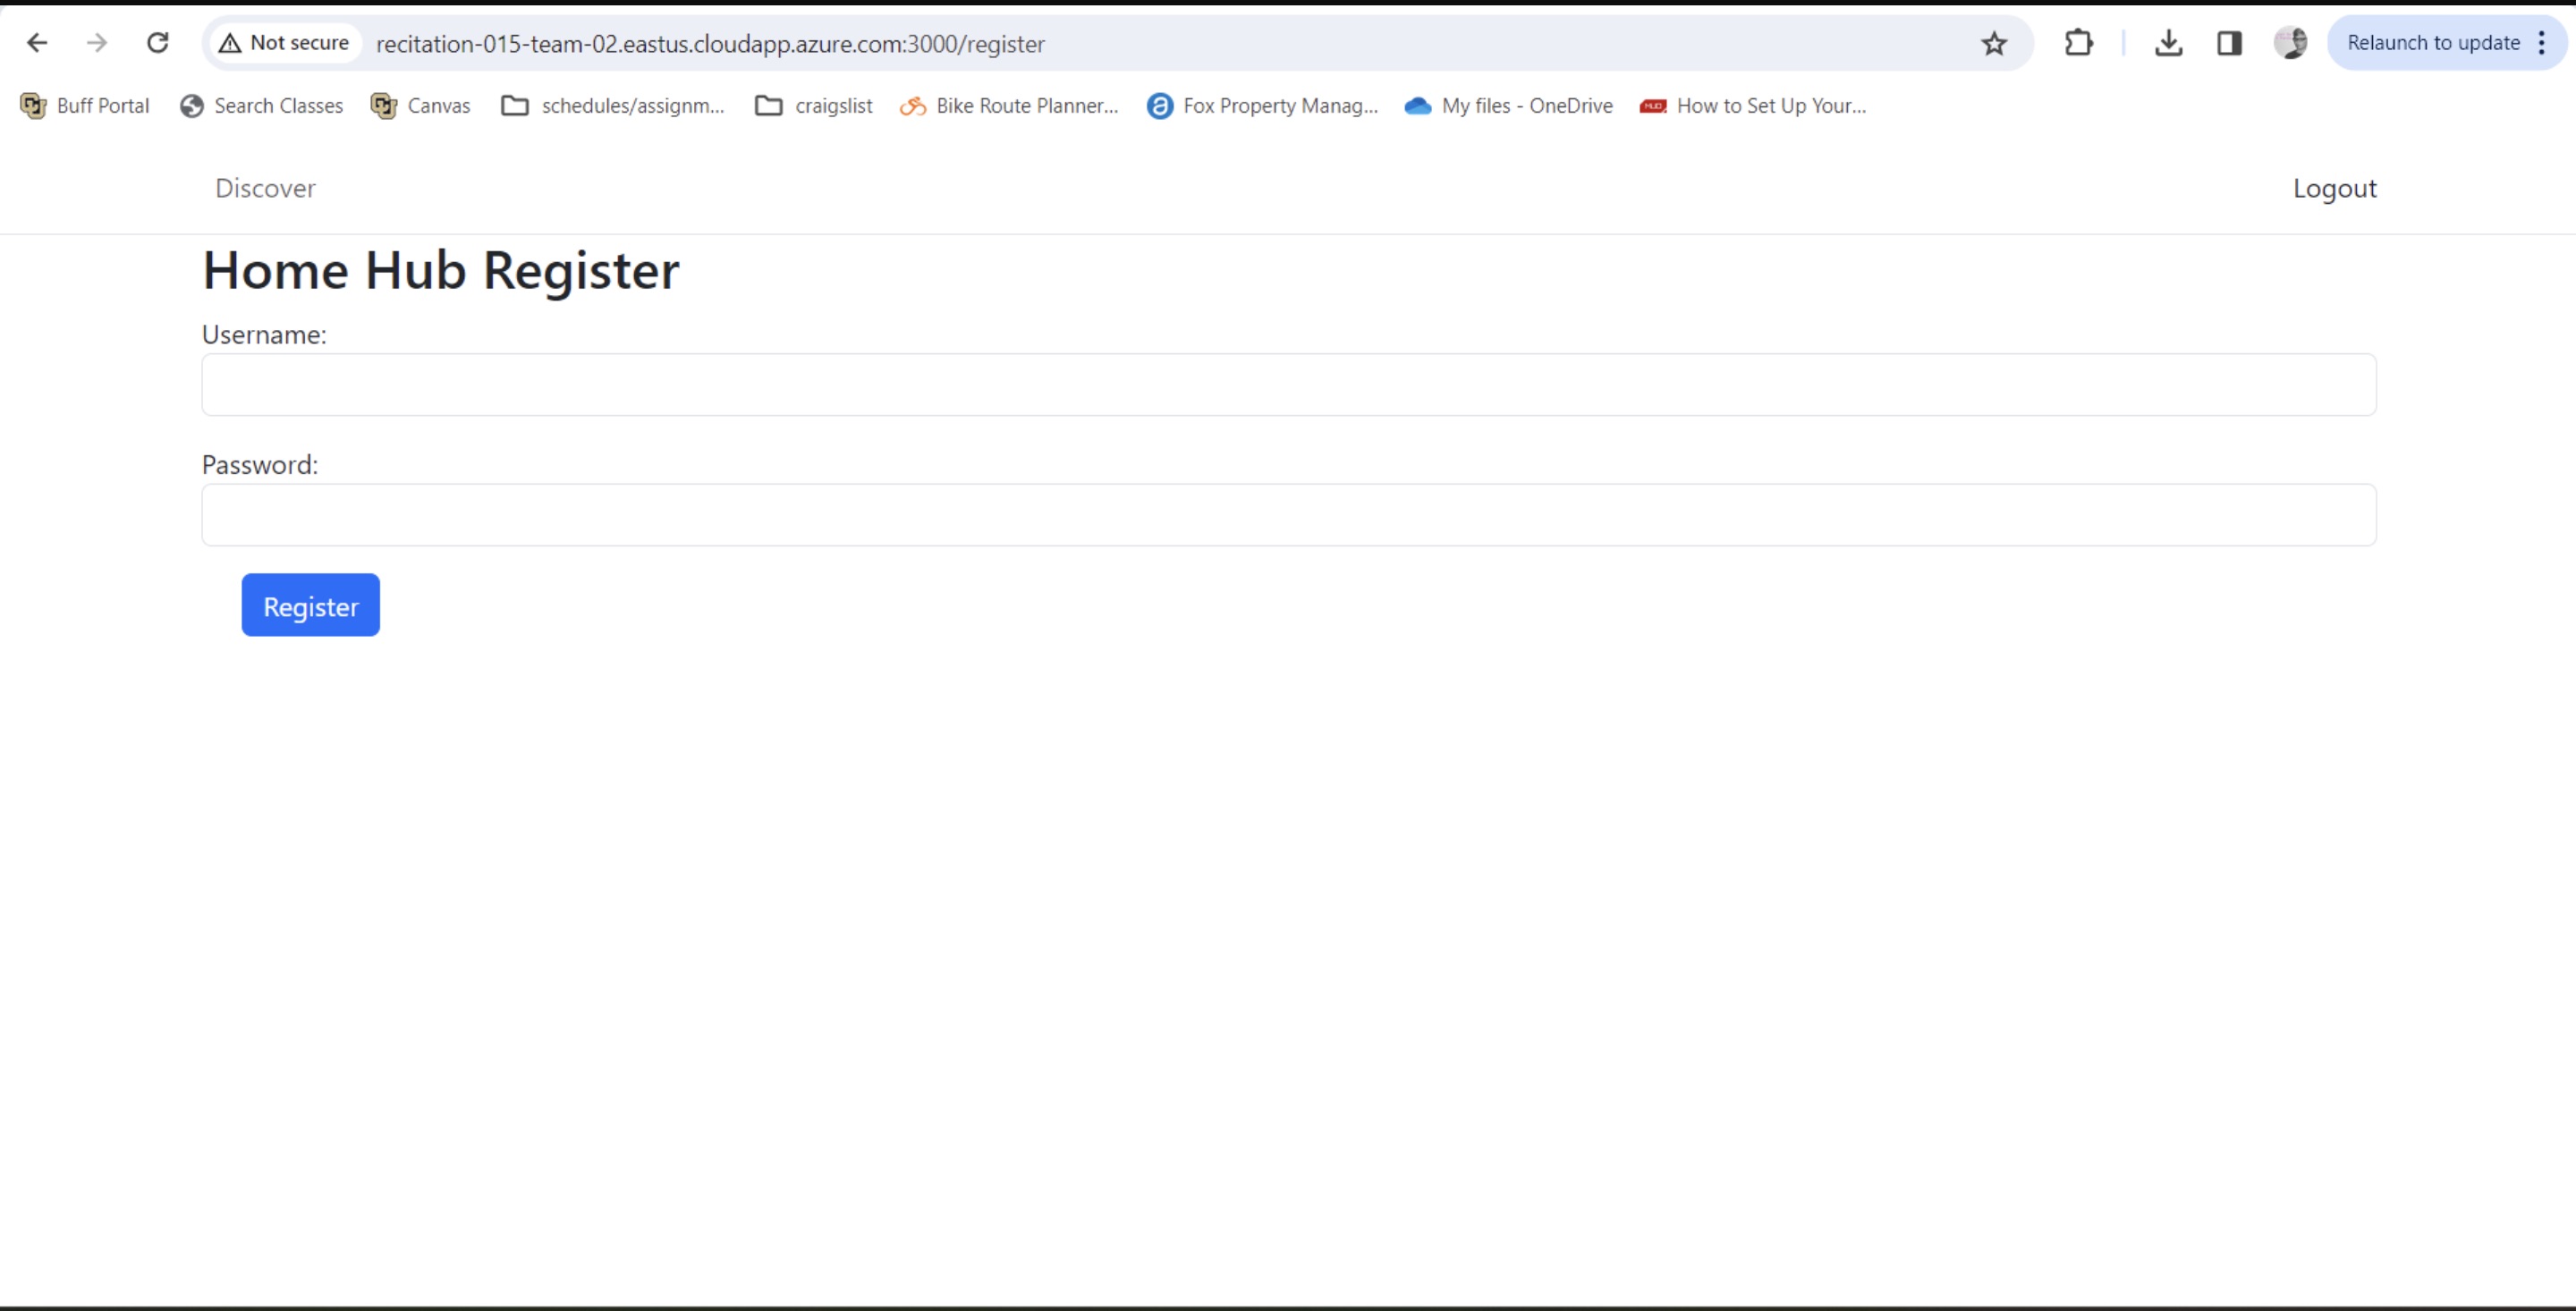 Not secure recitation-015-team-02.eastus.cloudapp.azure.com:3000/register Relaunch to update
Buff Portal Search Classes Canvas schedules/assignm... craigslist Bike Route Planner... Fox Property Manag... My files - OneDrive How to Set Up Your...
Discover Logout
Home Hub Register
Username:
Password:
Register